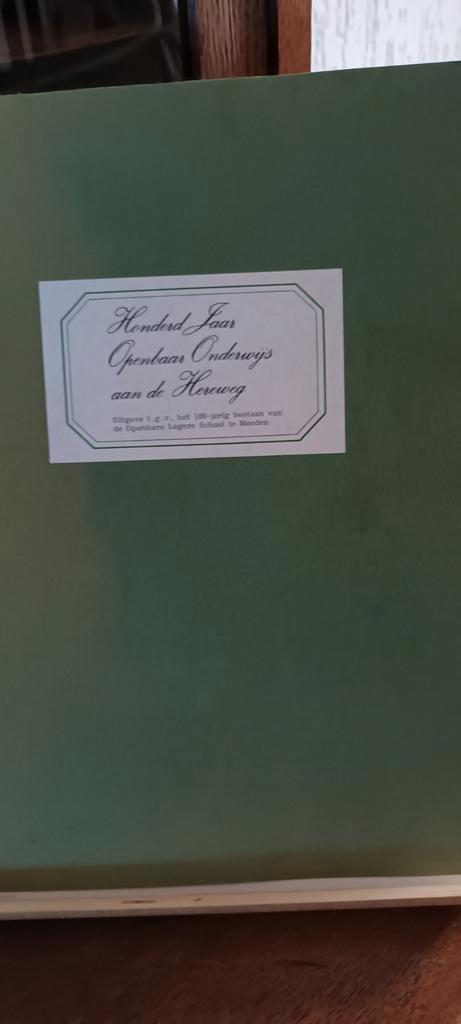 Honderd Jaar
Openbaar Onderwijs
aan de Hereweg
Uitgave t.g.v. het 100-jarig bestaan van
de Openbare Lagere School te Meeden